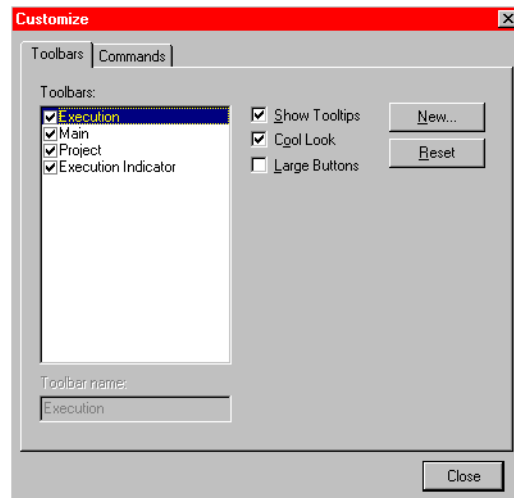 Customize
Toolbars Commands
Toolbars:
Execution
Main
Project
Execution Indicator
Show Tooltips
Cool Look
Large Buttons
New...
Reset
Toolbar name:
Execution
Close